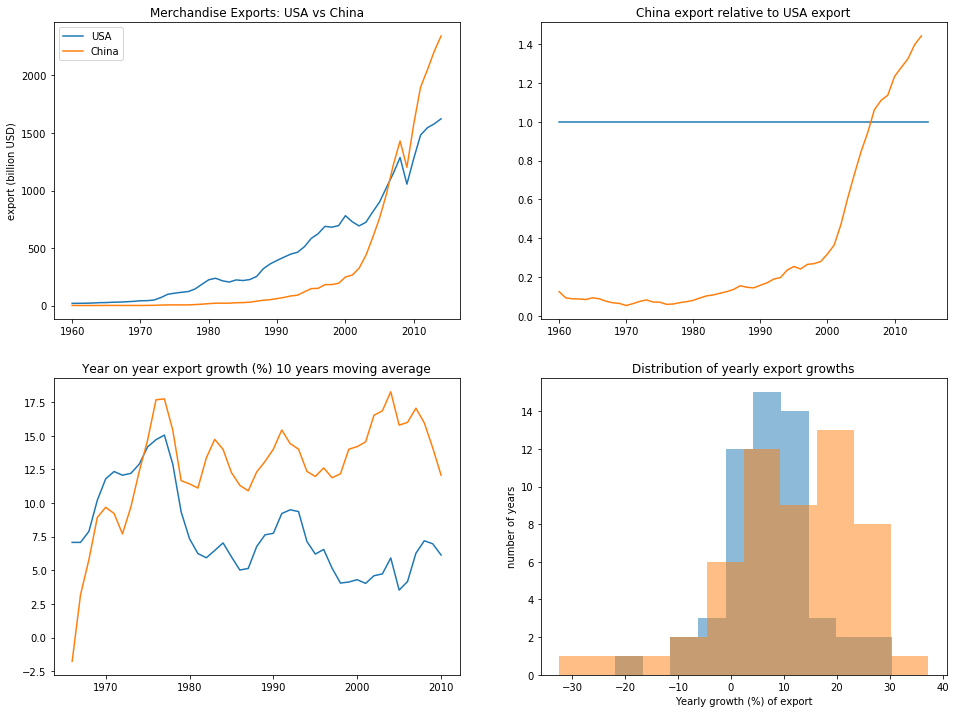 Merchandise Exports: USA vs China
USA
China
export (billion USD)
2000
1500
1000
500
0
1960 1970 1980 1990 2000 2010
China export relative to USA export
1.4
1.2
1.0
0.8
0.6
0.4
0.2
0.0
1960 1970 1980 1990 2000 2010
Year on year export growth (%) 10 years moving average
17.5
15.0
12.5
10.0
7.5
5.0
2.5
0.0
−2.5
1970 1980 1990 2000 2010
Distribution of yearly export growths
number of years
14
12
10
8
6
4
2
0
−30 −20 −10 0 10 20 30 40
Yearly growth (%) of export